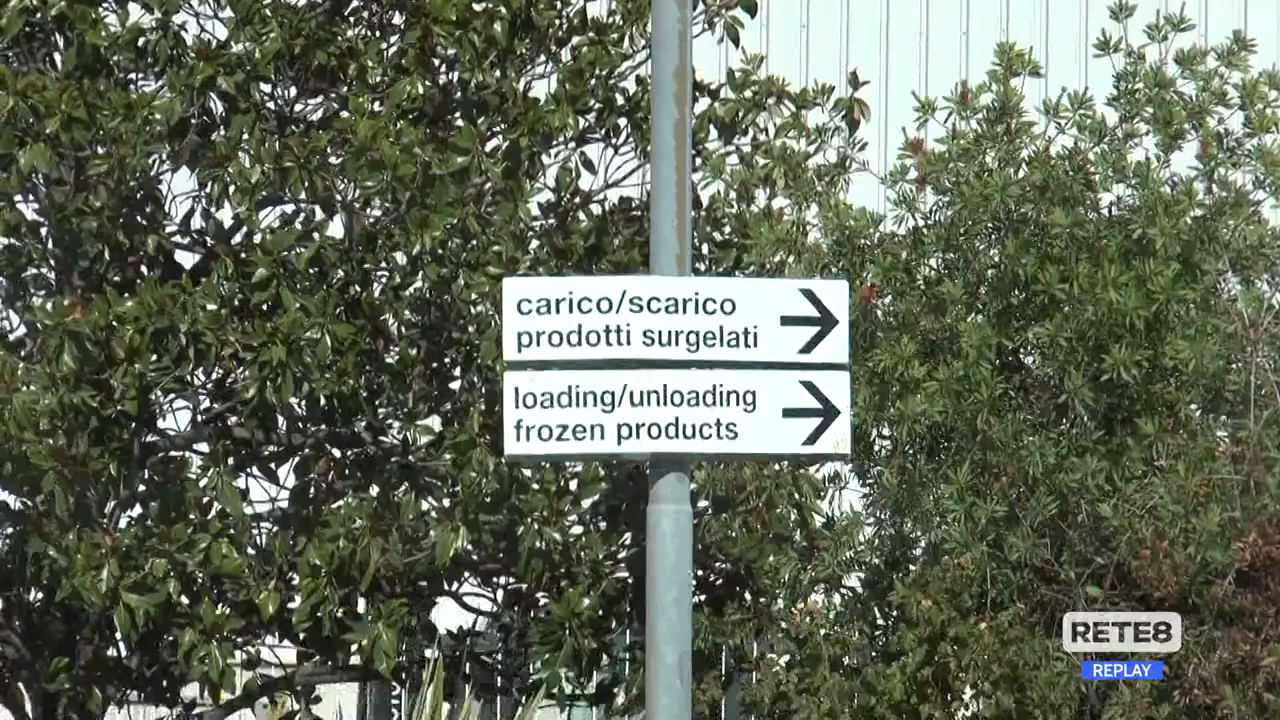 carico/scarico
prodotti surgelati
loading/unloading
frozen products
RETE8
REPLAY